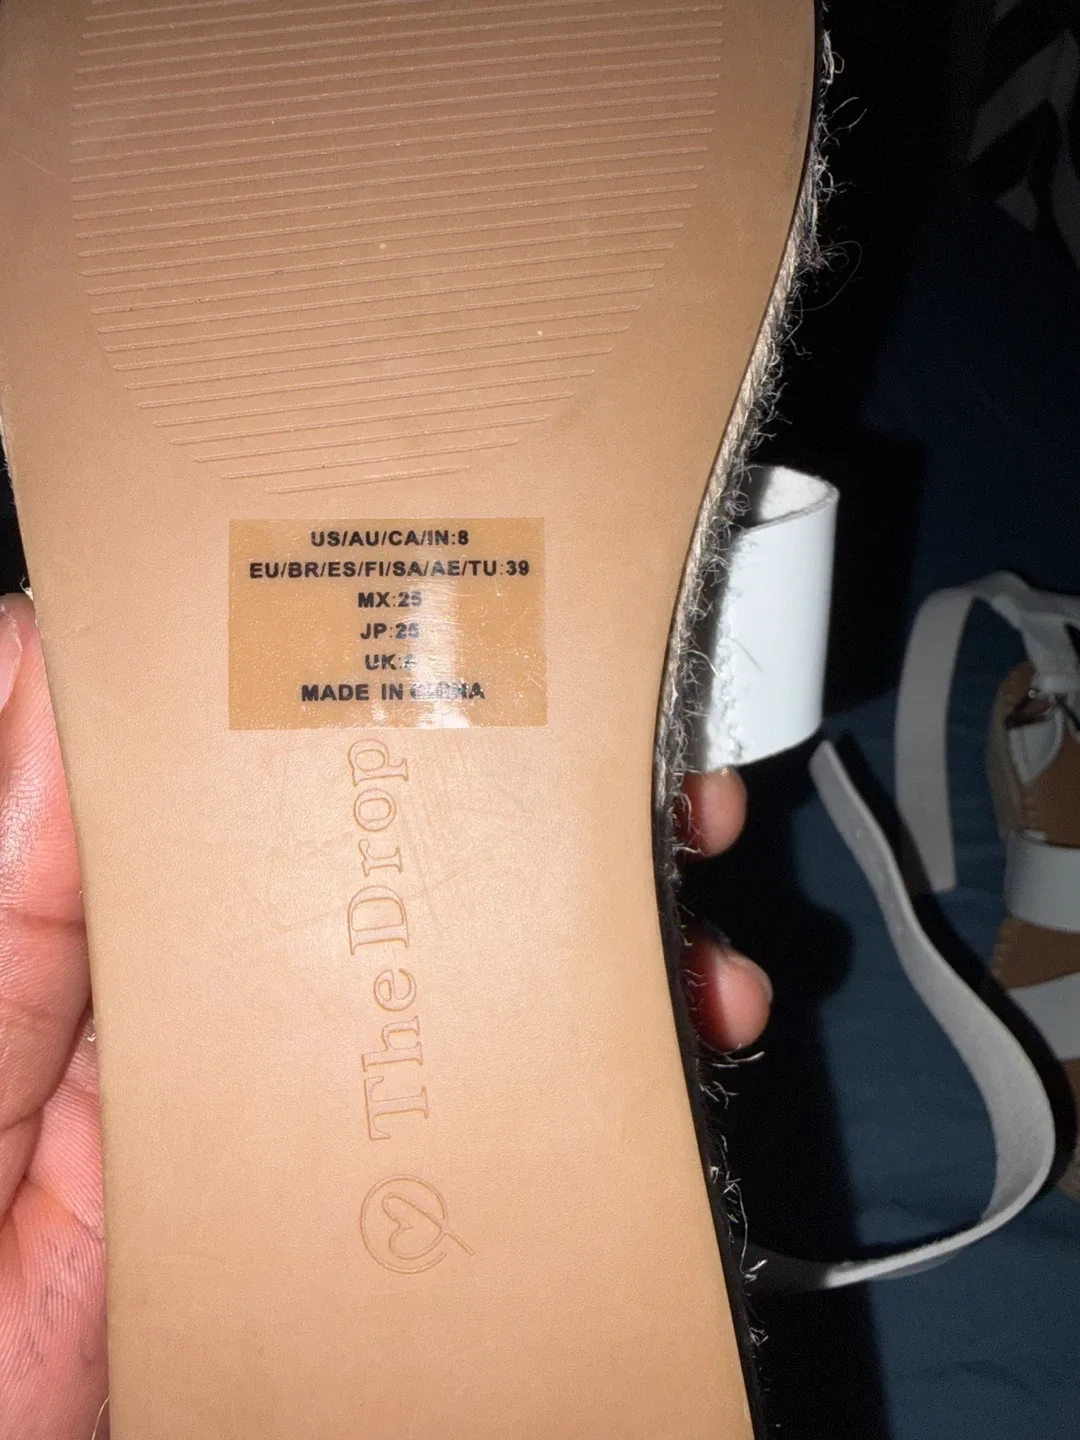 US/AU/CA/IN:8
EU/BR/ES/FI/SA/AE/TU:39
MX:25
JP:25
UK:
MADE IN CHINA
The Drop